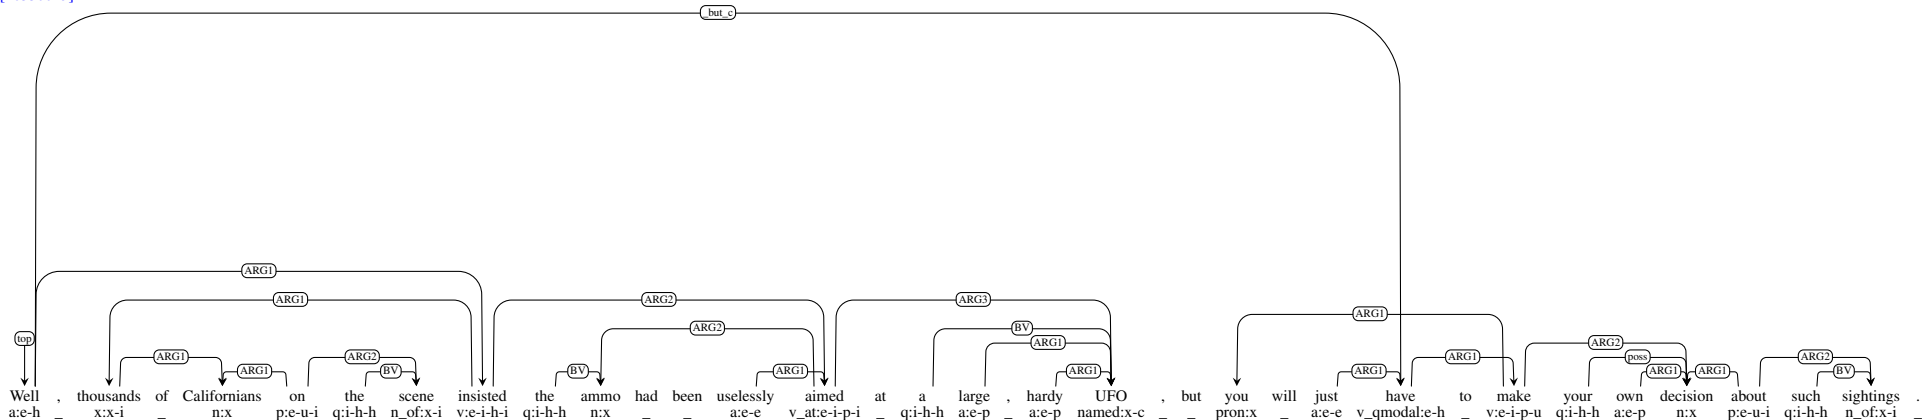 _but_c
ARG1
ARG1 ARG2 ARG3
ARG1
ARG2 BV
top ARG1 ARG2
ARG1 ARG2 ARG1 poss ARG2
ARG1 BV BV ARG1 ARG1 ARG1 ARG1 ARG1 BV
Well , thousands of Californians on the scene insisted the ammo had been uselessly aimed at a large , hardy UFO , but you will just have to make your own decision about such sightings .
a:e-h _ x:x-i _ n:x p:e-u-i q:i-h-h n_of:x-i v:e-i-h-i q:i-h-h n:x _ _ a:e-e v_at:e-i-p-i _ q:i-h-h a:e-p _ a:e-p named:x-c _ _ pron:x _ a:e-e v_qmodal:e-h _ v:e-i-p-u q:i-h-h a:e-p n:x p:e-u-i q:i-h-h n_of:x-i _